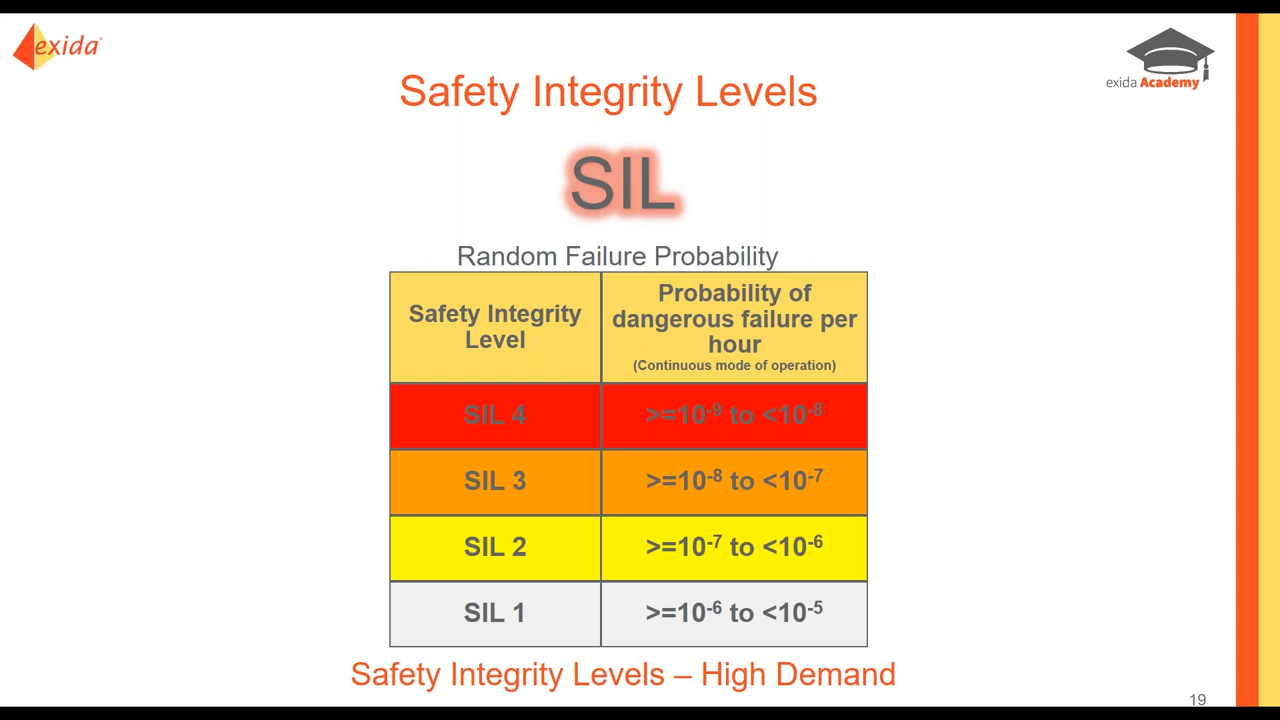 exida
exida Academy
Safety Integrity Levels
SIL
Random Failure Probability
Safety Integrity
Level
Probability of
dangerous failure per
hour
(Continuous mode of operation)
SIL 4
>=10⁻⁹ to <10⁻⁸
SIL 3
>=10⁻⁸ to <10⁻⁷
SIL 2
>=10⁻⁷ to <10⁻⁶
SIL 1
>=10⁻⁶ to <10⁻⁵
Safety Integrity Levels – High Demand
19